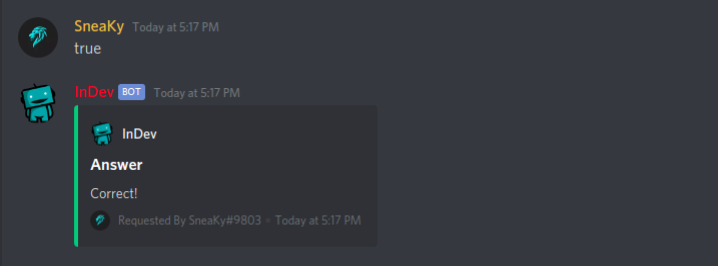 SneaKy Today at 5:17 PM
true
InDev BOT Today at 5:17 PM
InDev
Answer
Correct!
Requested By SneaKy#9803 • Today at 5:17 PM